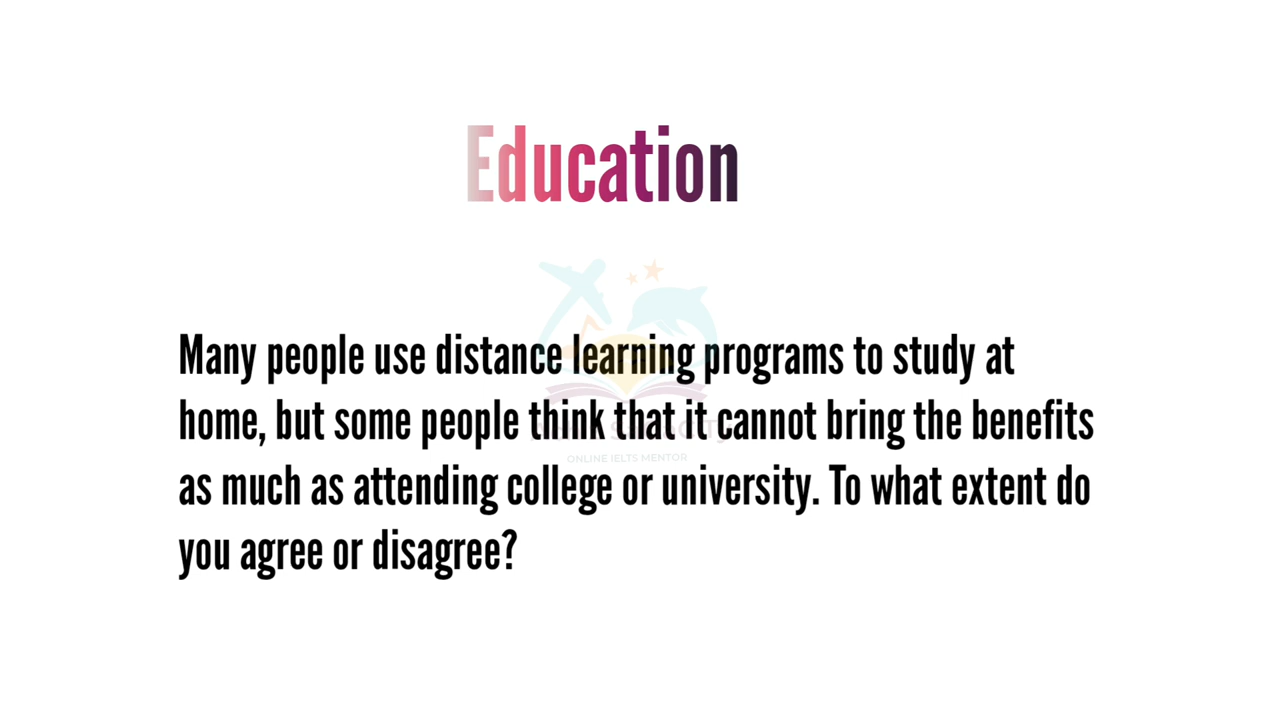 Education
Many people use distance learning programs to study at
home, but some people think that it cannot bring the benefits
as much as attending college or university. To what extent do
you agree or disagree?
ONLINE IELTS MENTOR